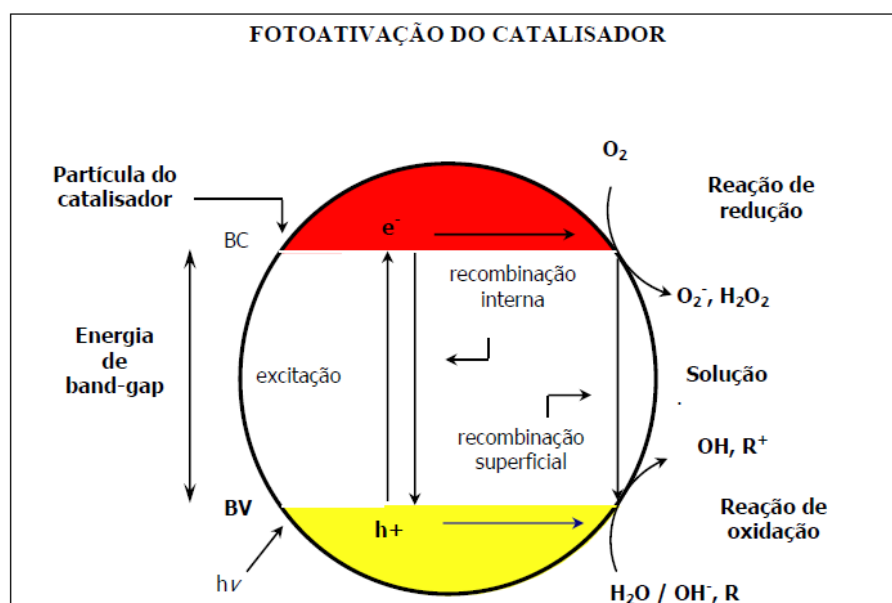 FOTOATIVAÇÃO DO CATALISADOR
O₂
Partícula do
catalisador
Reação de
redução
e⁻
BC
recombinação
interna
O₂⁻, H₂O₂
Energia
de
band-gap
excitação
Solução
.
recombinação
superficial
OH, R⁺
BV
h+
Reação de
oxidação
hν
H₂O / OH⁻, R